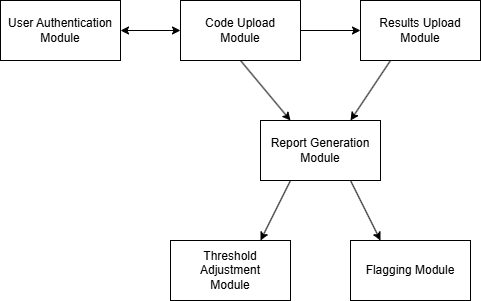 User Authentication
Module
Code Upload
Module
Results Upload
Module
Report Generation
Module
Threshold
Adjustment
Module
Flagging Module